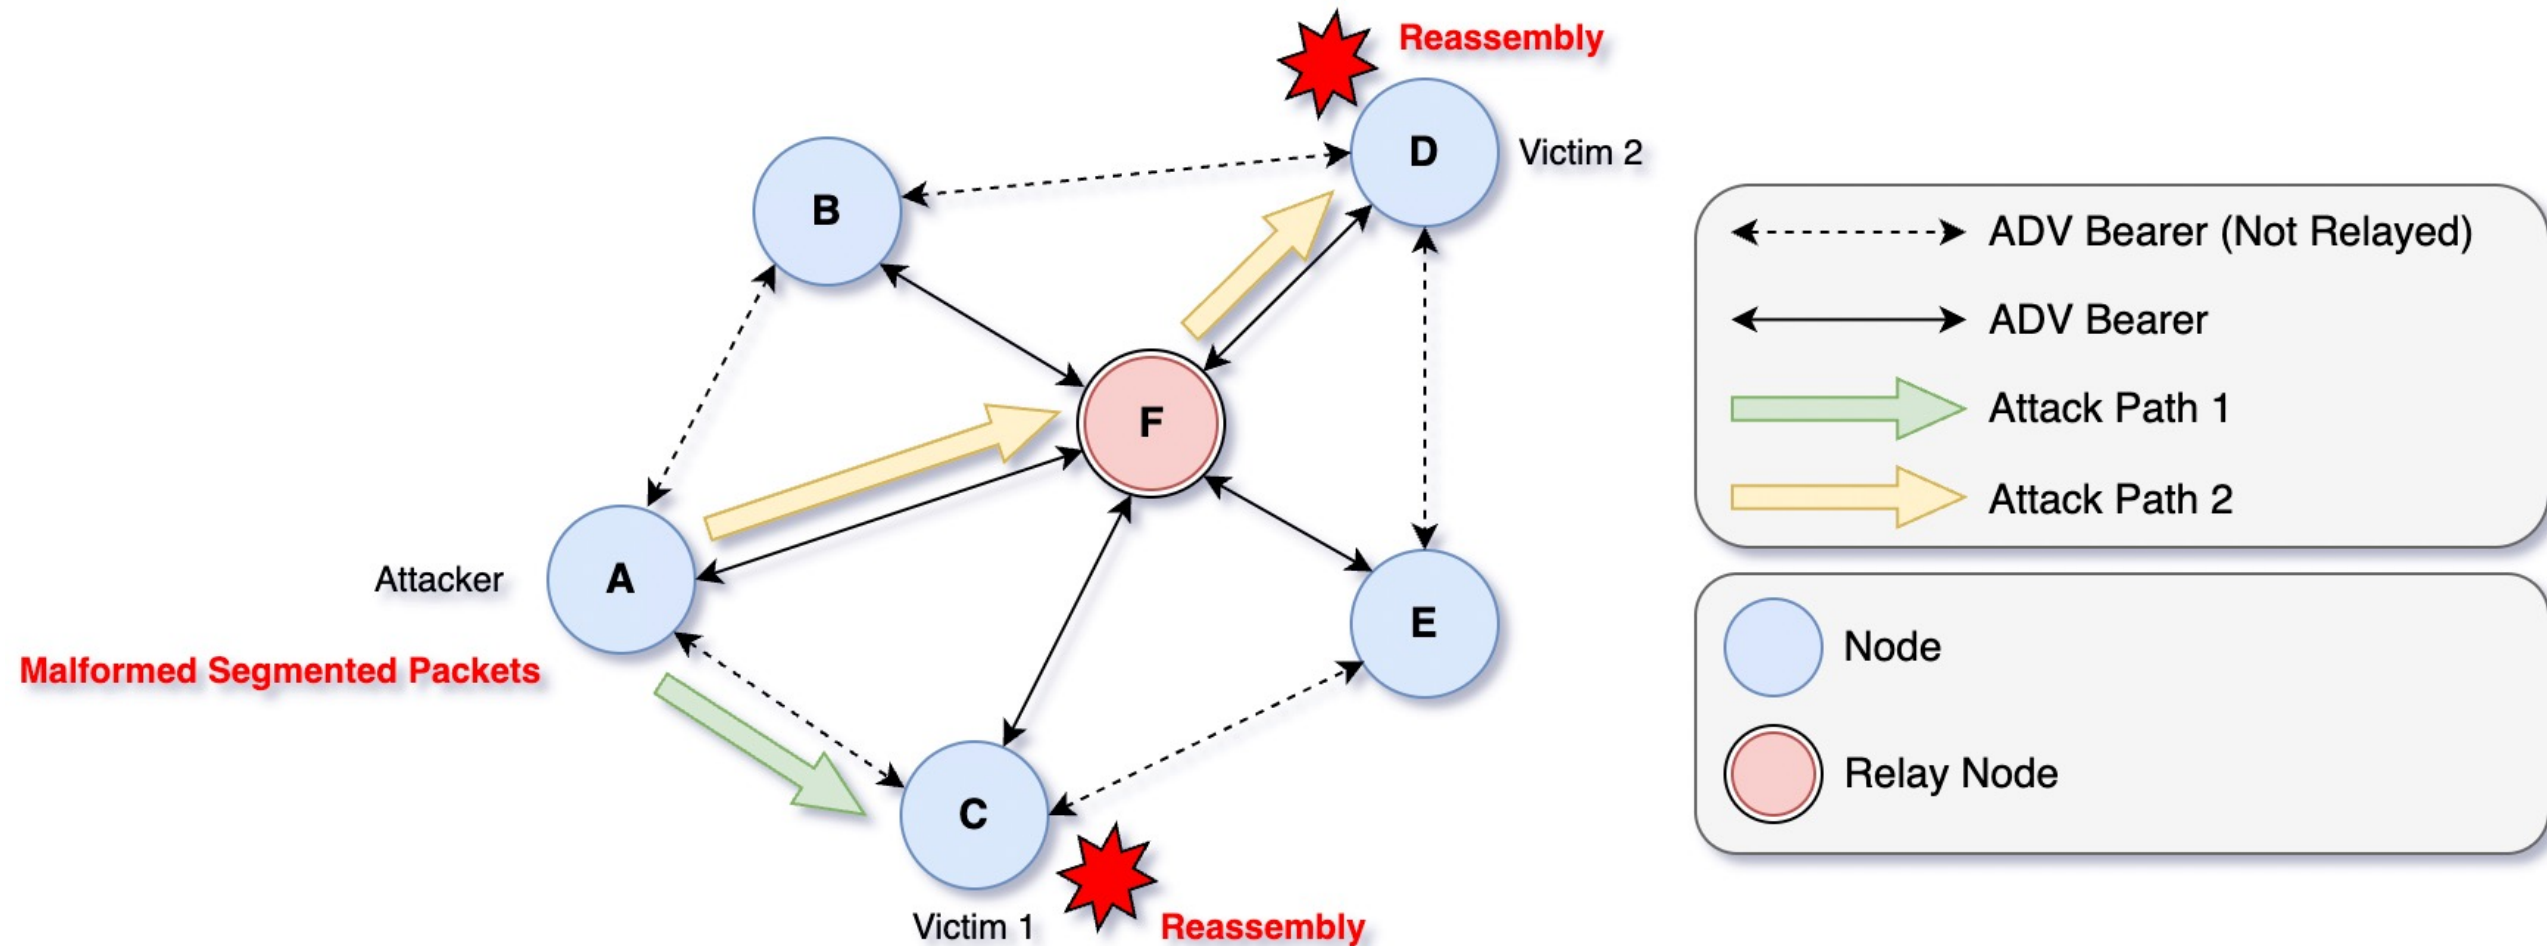 Reassembly
D
Victim 2
B
F
A
Attacker
E
Malformed Segmented Packets
C
Victim 1
Reassembly
ADV Bearer (Not Relayed)
ADV Bearer
Attack Path 1
Attack Path 2
Node
Relay Node